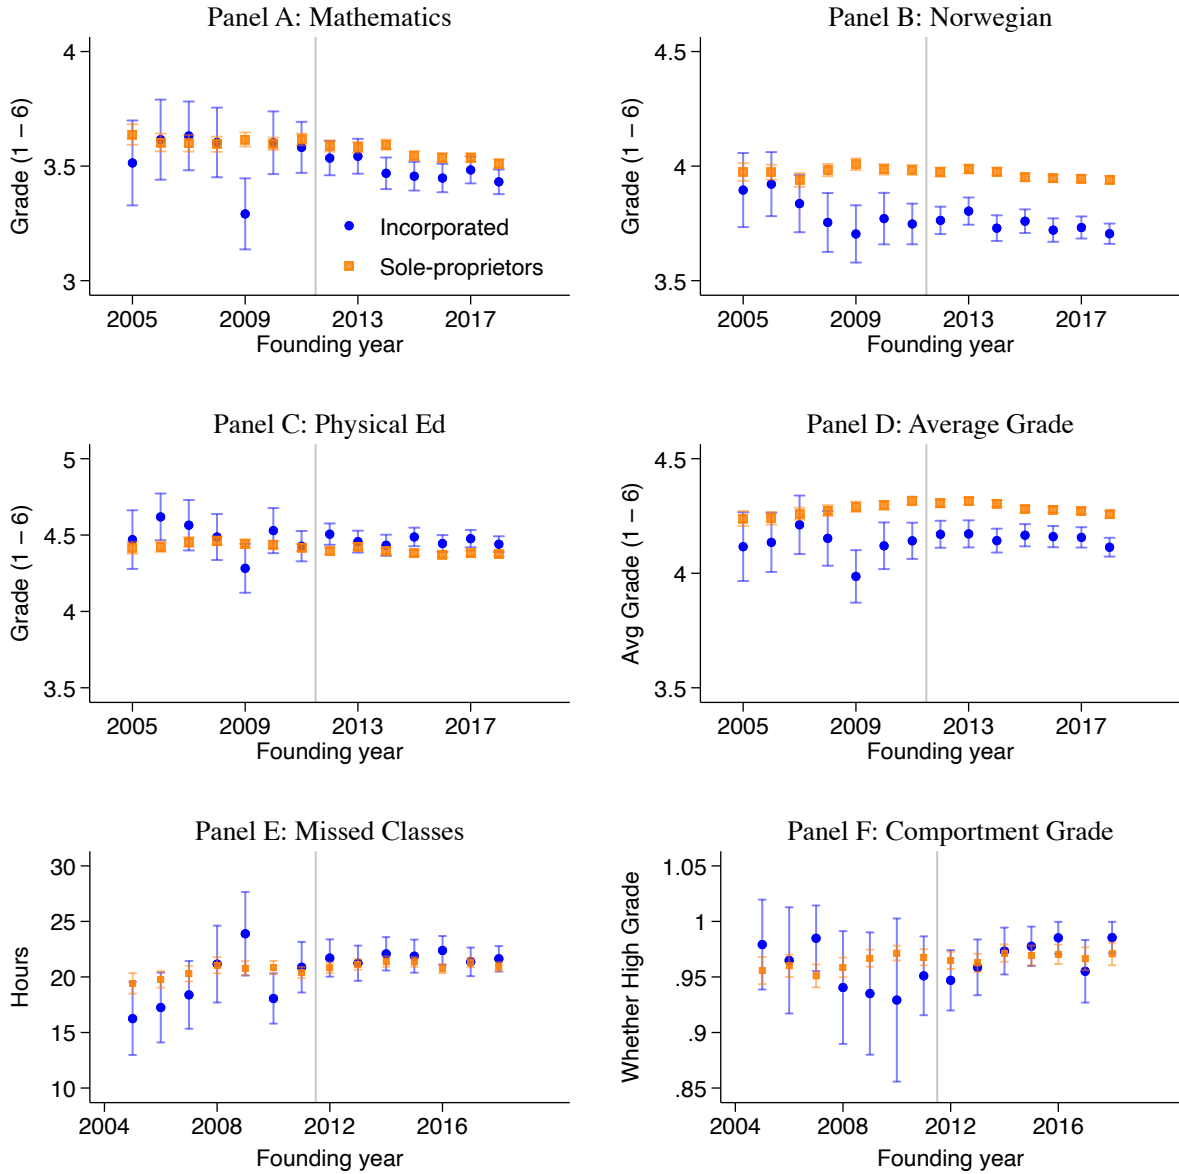 Panel A: Mathematics
Grade (1 – 6)
4
3.5
3
Incorporated
Sole-proprietors
2005 2009 2013 2017
Founding year
Panel B: Norwegian
Grade (1 – 6)
4.5
4
3.5
2005 2009 2013 2017
Founding year
Panel C: Physical Ed
Grade (1 – 6)
5
4.5
4
3.5
2005 2009 2013 2017
Founding year
Panel D: Average Grade
Avg Grade (1 – 6)
4.5
4
3.5
2005 2009 2013 2017
Founding year
Panel E: Missed Classes
Hours
30
25
20
15
10
2004 2008 2012 2016
Founding year
Panel F: Comportment Grade
Whether High Grade
1.05
1
.95
.9
.85
2004 2008 2012 2016
Founding year